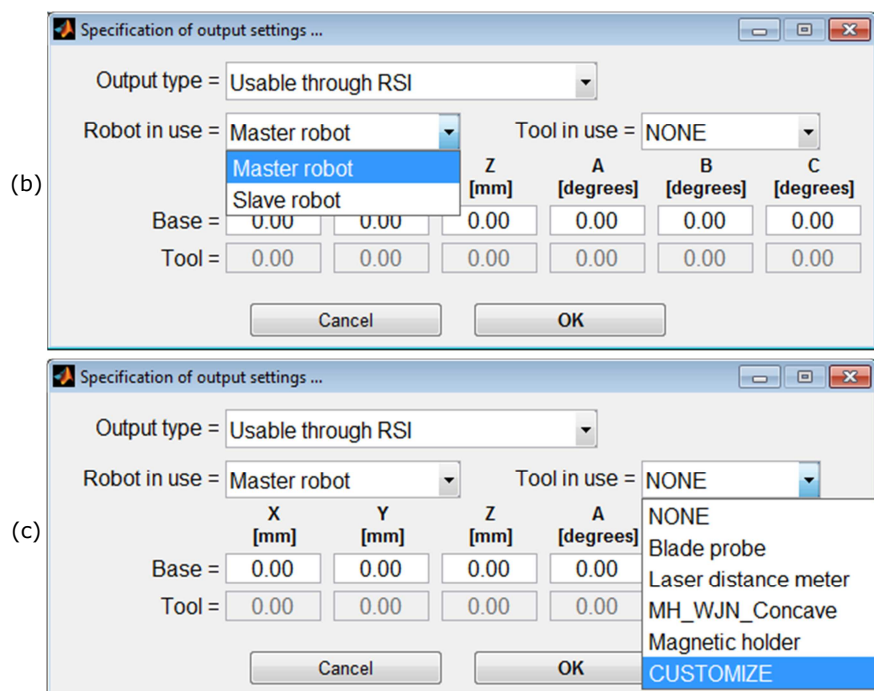 Specification of output settings ...
Output type = Usable through RSI
Robot in use = Master robot Tool in use = NONE
Master robot
Slave robot
(b)
Z A B C
[mm] [degrees] [degrees] [degrees]
Base = 0.00 0.00 0.00 0.00 0.00 0.00
Tool = 0.00 0.00 0.00 0.00 0.00 0.00
Cancel OK
Specification of output settings ...
Output type = Usable through RSI
Robot in use = Master robot Tool in use = NONE
(c)
X Y Z A
[mm] [mm] [mm] [degrees]
Base = 0.00 0.00 0.00 0.00
Tool = 0.00 0.00 0.00 0.00
Cancel OK
NONE
Blade probe
Laser distance meter
MH_WJN_Concave
Magnetic holder
CUSTOMIZE